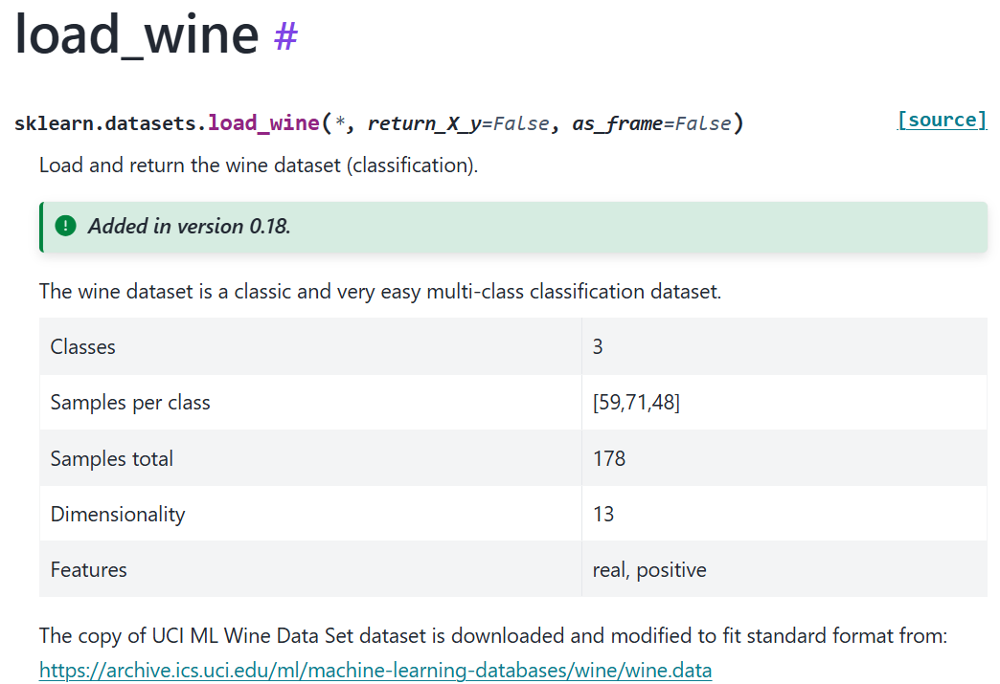 load_wine #
sklearn.datasets.load_wine(*, return_X_y=False, as_frame=False) [source]
Load and return the wine dataset (classification).
Added in version 0.18.
The wine dataset is a classic and very easy multi-class classification dataset.
Classes 3
Samples per class [59,71,48]
Samples total 178
Dimensionality 13
Features real, positive
The copy of UCI ML Wine Data Set dataset is downloaded and modified to fit standard format from:
https://archive.ics.uci.edu/ml/machine-learning-databases/wine/wine.data